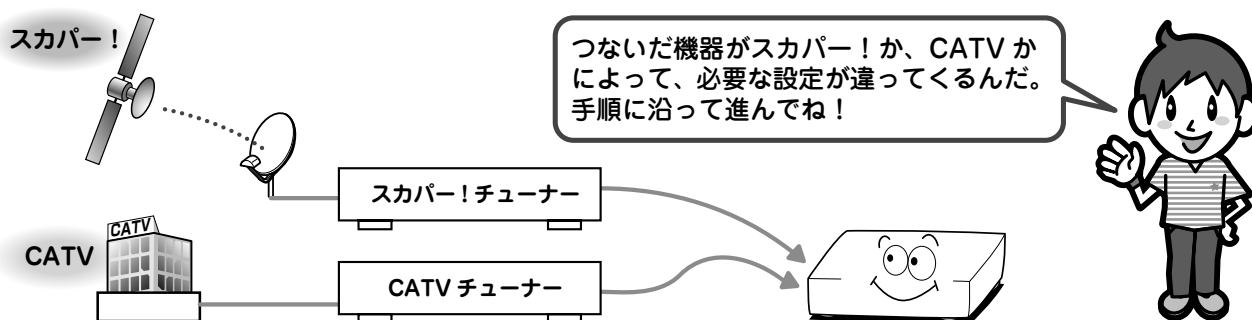 スカパー！
つないだ機器がスカパー！か、CATV か
によって、必要な設定が違ってくるんだ。
手順に沿って進んでね！
スカパー！チューナー
CATV
CATV
CATV チューナー